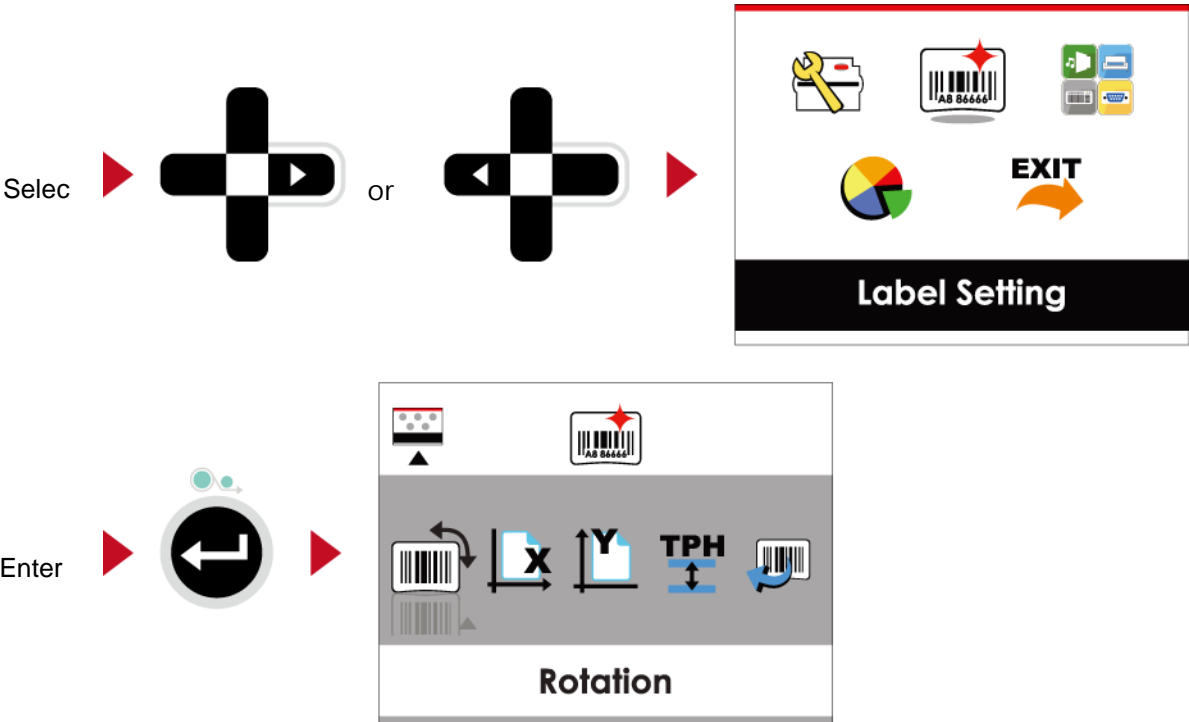 Selec
or
A8 86666
EXIT
Label Setting
Enter
A8 86666
X
Y
TPH
Rotation